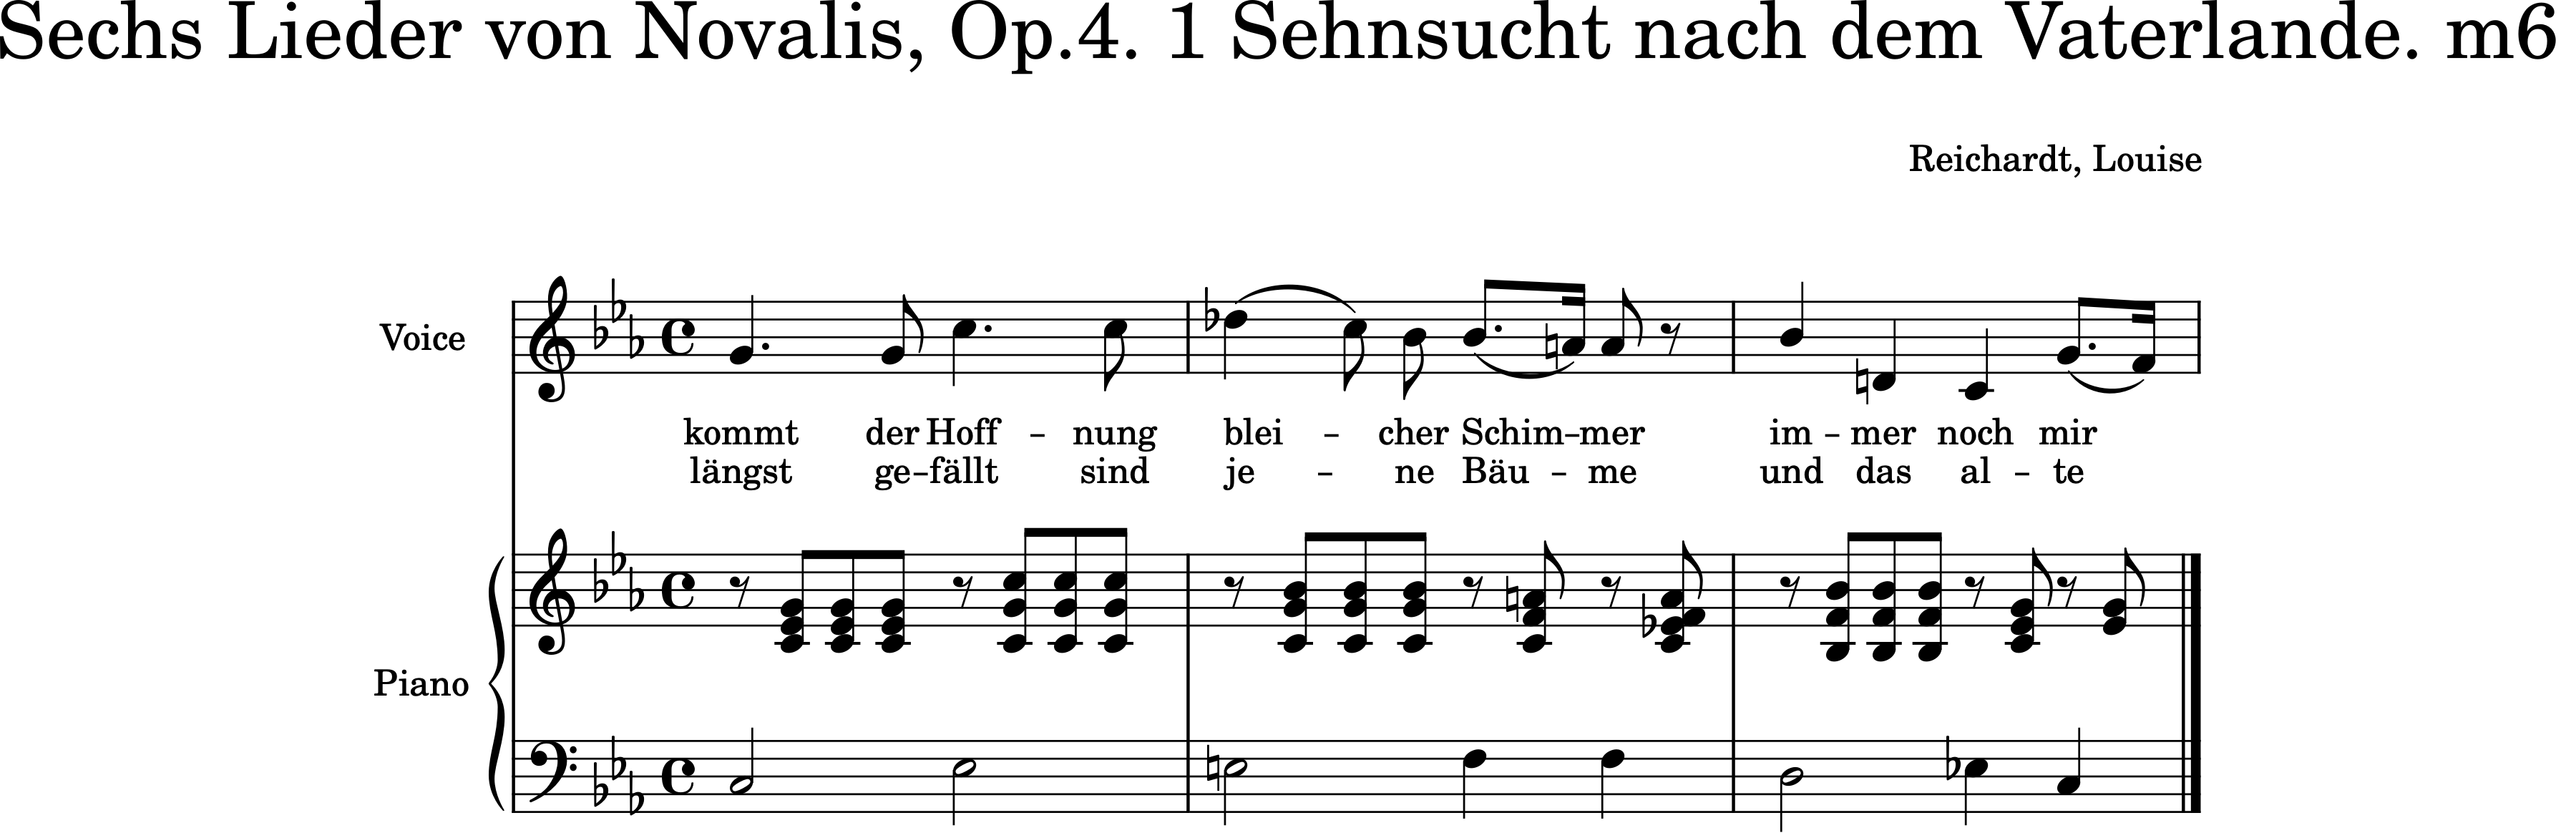 Sechs Lieder von Novalis, Op.4. 1 Sehnsucht nach dem Vaterlande. m6
Reichardt, Louise
Voice
kommt der Hoff - nung blei - cher Schim-mer im - mer noch mir
längst ge-fällt sind je - ne Bäu - me und das al - te
Piano